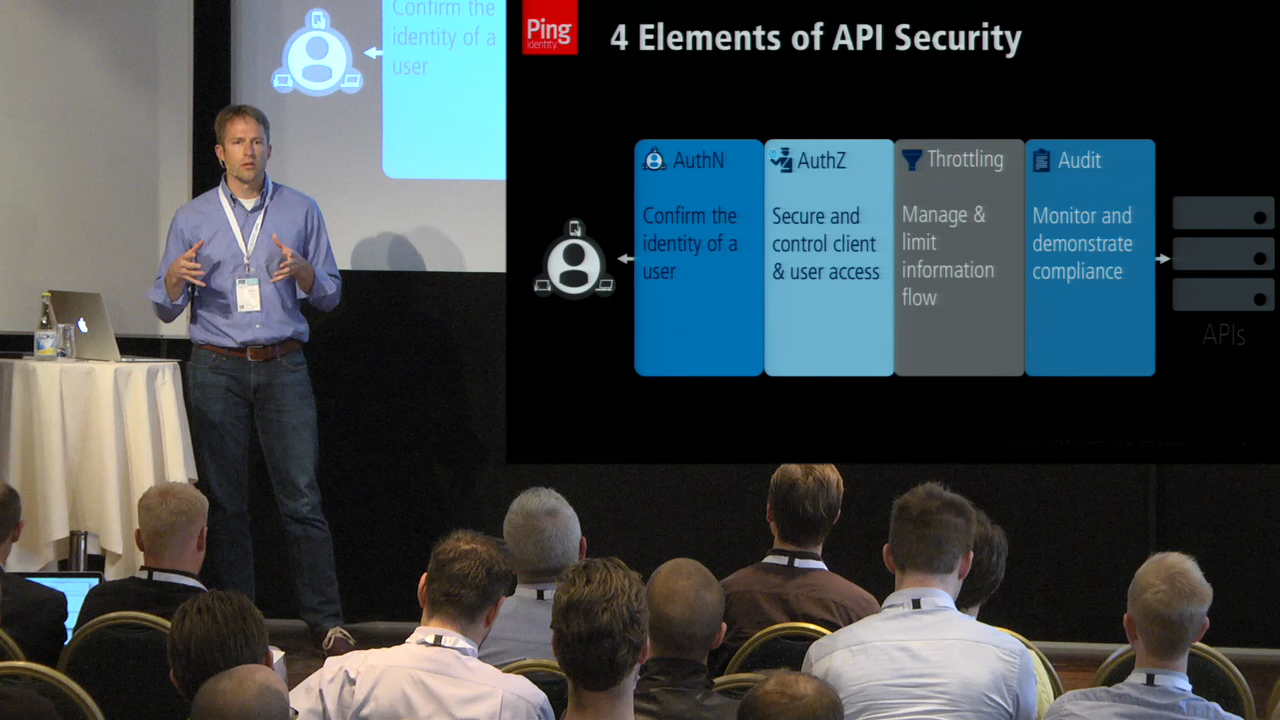 Confirm the
identity of a
user
Ping
Identity
4 Elements of API Security
AuthN
Confirm the
identity of a
user
AuthZ
Secure and
control client
& user access
Throttling
Manage &
limit
information
flow
Audit
Monitor and
demonstrate
compliance
APIs